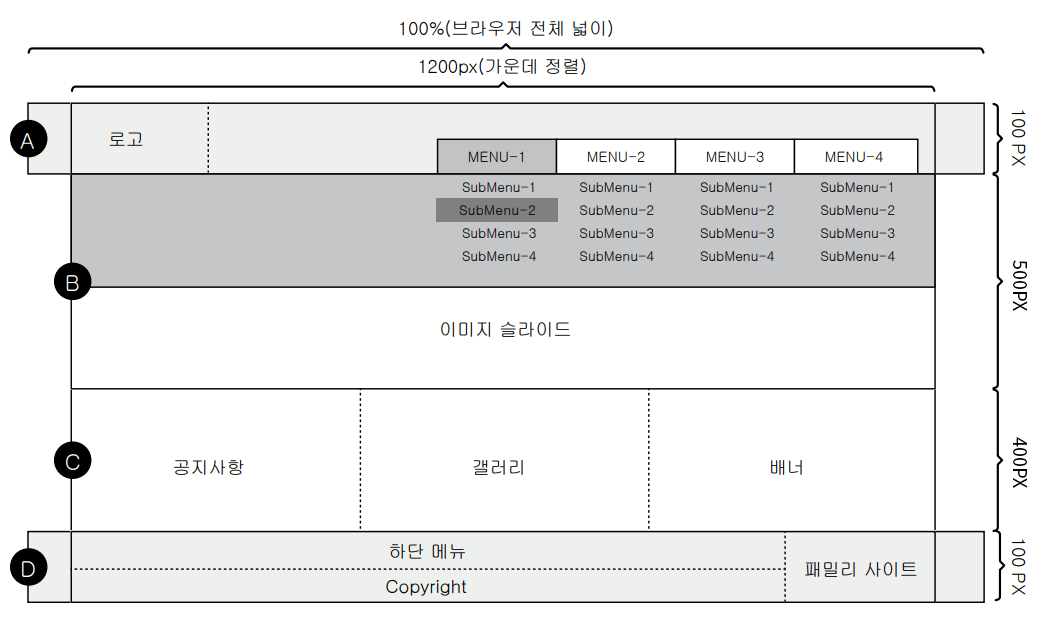 100%(브라우저 전체 넓이)
1200px(가운데 정렬)
A
로고
MENU-1 MENU-2 MENU-3 MENU-4
100 PX
SubMenu-1 SubMenu-1 SubMenu-1 SubMenu-1
SubMenu-2 SubMenu-2 SubMenu-2 SubMenu-2
SubMenu-3 SubMenu-3 SubMenu-3 SubMenu-3
SubMenu-4 SubMenu-4 SubMenu-4 SubMenu-4
B
500PX
이미지 슬라이드
C
공지사항 갤러리 배너
400PX
D
하단 메뉴
Copyright
패밀리 사이트
100 PX